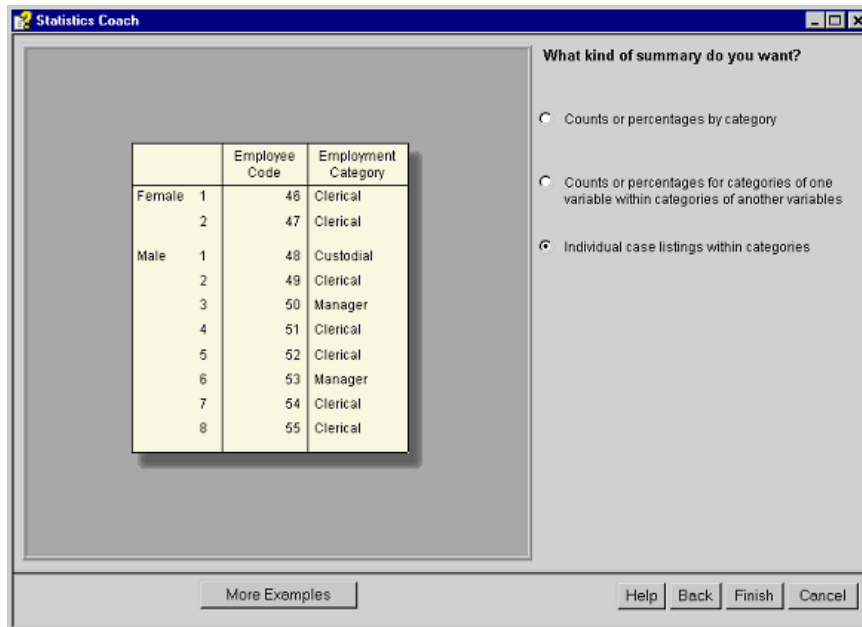 Statistics Coach
What kind of summary do you want?
Counts or percentages by category
Counts or percentages for categories of one
variable within categories of another variables
Individual case listings within categories
Employee Employment
Code Category
Female 1 46 Clerical
2 47 Clerical
Male 1 48 Custodial
2 49 Clerical
3 50 Manager
4 51 Clerical
5 52 Clerical
6 53 Manager
7 54 Clerical
8 55 Clerical
More Examples
Help Back Finish Cancel